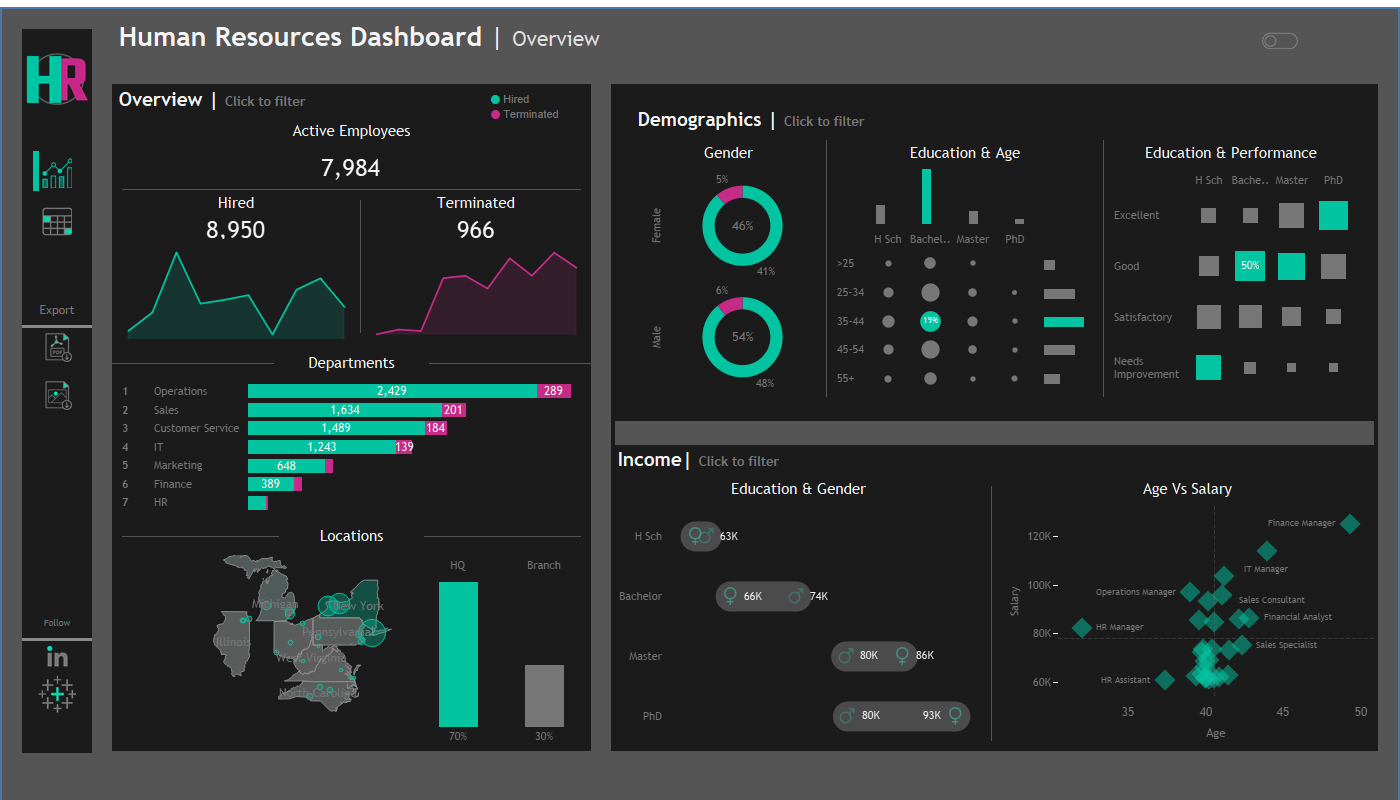 HR
Human Resources Dashboard | Overview
Export
PDF
Follow
in
Overview | Click to filter
Hired
Terminated
Active Employees
7,984
Hired
8,950
Terminated
966
Departments
1 Operations 2,429 289
2 Sales 1,634 201
3 Customer Service 1,489 184
4 IT 1,243 139
5 Marketing 648
6 Finance 389
7 HR
Locations
Michigan
New York
Illinois
Pennsylvania
West Virginia
North Carolina
HQ
Branch
70%
30%
Demographics | Click to filter
Gender
Female
5%
46%
41%
Male
6%
54%
48%
Education & Age
H Sch Bachel.. Master PhD
>25
25-34
35-44 19%
45-54
55+
Education & Performance
H Sch Bache.. Master PhD
Excellent
Good 50%
Satisfactory
Needs
Improvement
Income| Click to filter
Education & Gender
H Sch 63K
Bachelor 66K 74K
Master 80K 86K
PhD 80K 93K
Age Vs Salary
Salary
120K
100K
80K
60K
Finance Manager
IT Manager
Operations Manager
Sales Consultant
Financial Analyst
HR Manager
Sales Specialist
HR Assistant
35 40 45 50
Age